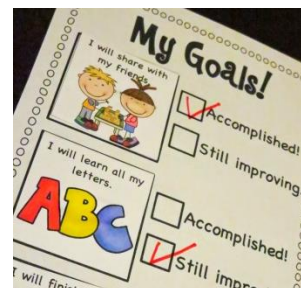 My Goals!
I will share with
my friends.
Accomplished!
Still improving
I will learn all my
letters.
ABC
Accomplished!
Still impro
I will finis